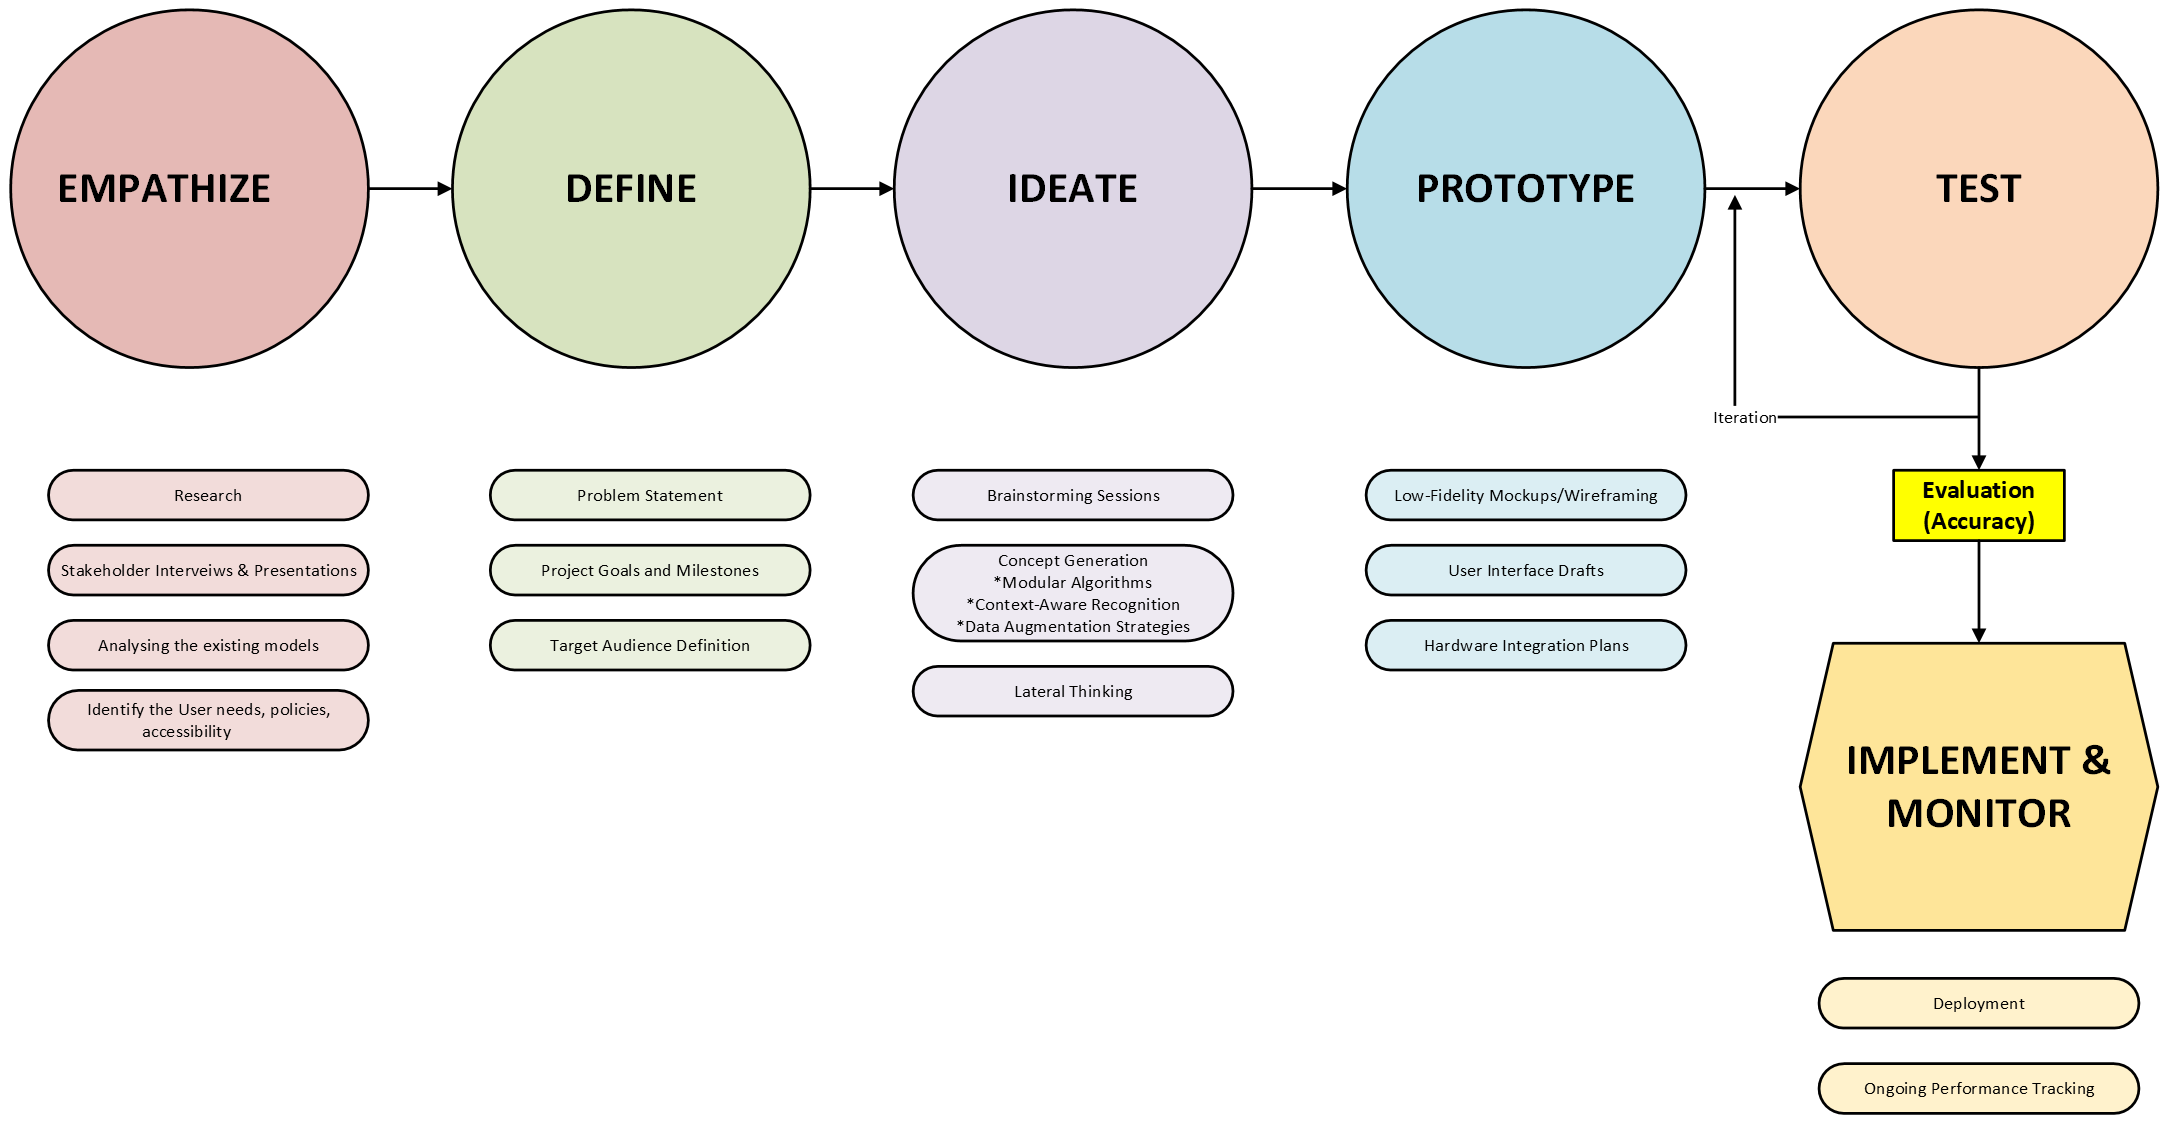 EMPATHIZE
DEFINE
IDEATE
PROTOTYPE
TEST
Iteration
Research
Stakeholder Interveiws & Presentations
Analysing the existing models
Identify the User needs, policies,
accessibility
Problem Statement
Project Goals and Milestones
Target Audience Definition
Brainstorming Sessions
Concept Generation
*Modular Algorithms
*Context-Aware Recognition
*Data Augmentation Strategies
Lateral Thinking
Low-Fidelity Mockups/Wireframing
User Interface Drafts
Hardware Integration Plans
Evaluation
(Accuracy)
IMPLEMENT &
MONITOR
Deployment
Ongoing Performance Tracking